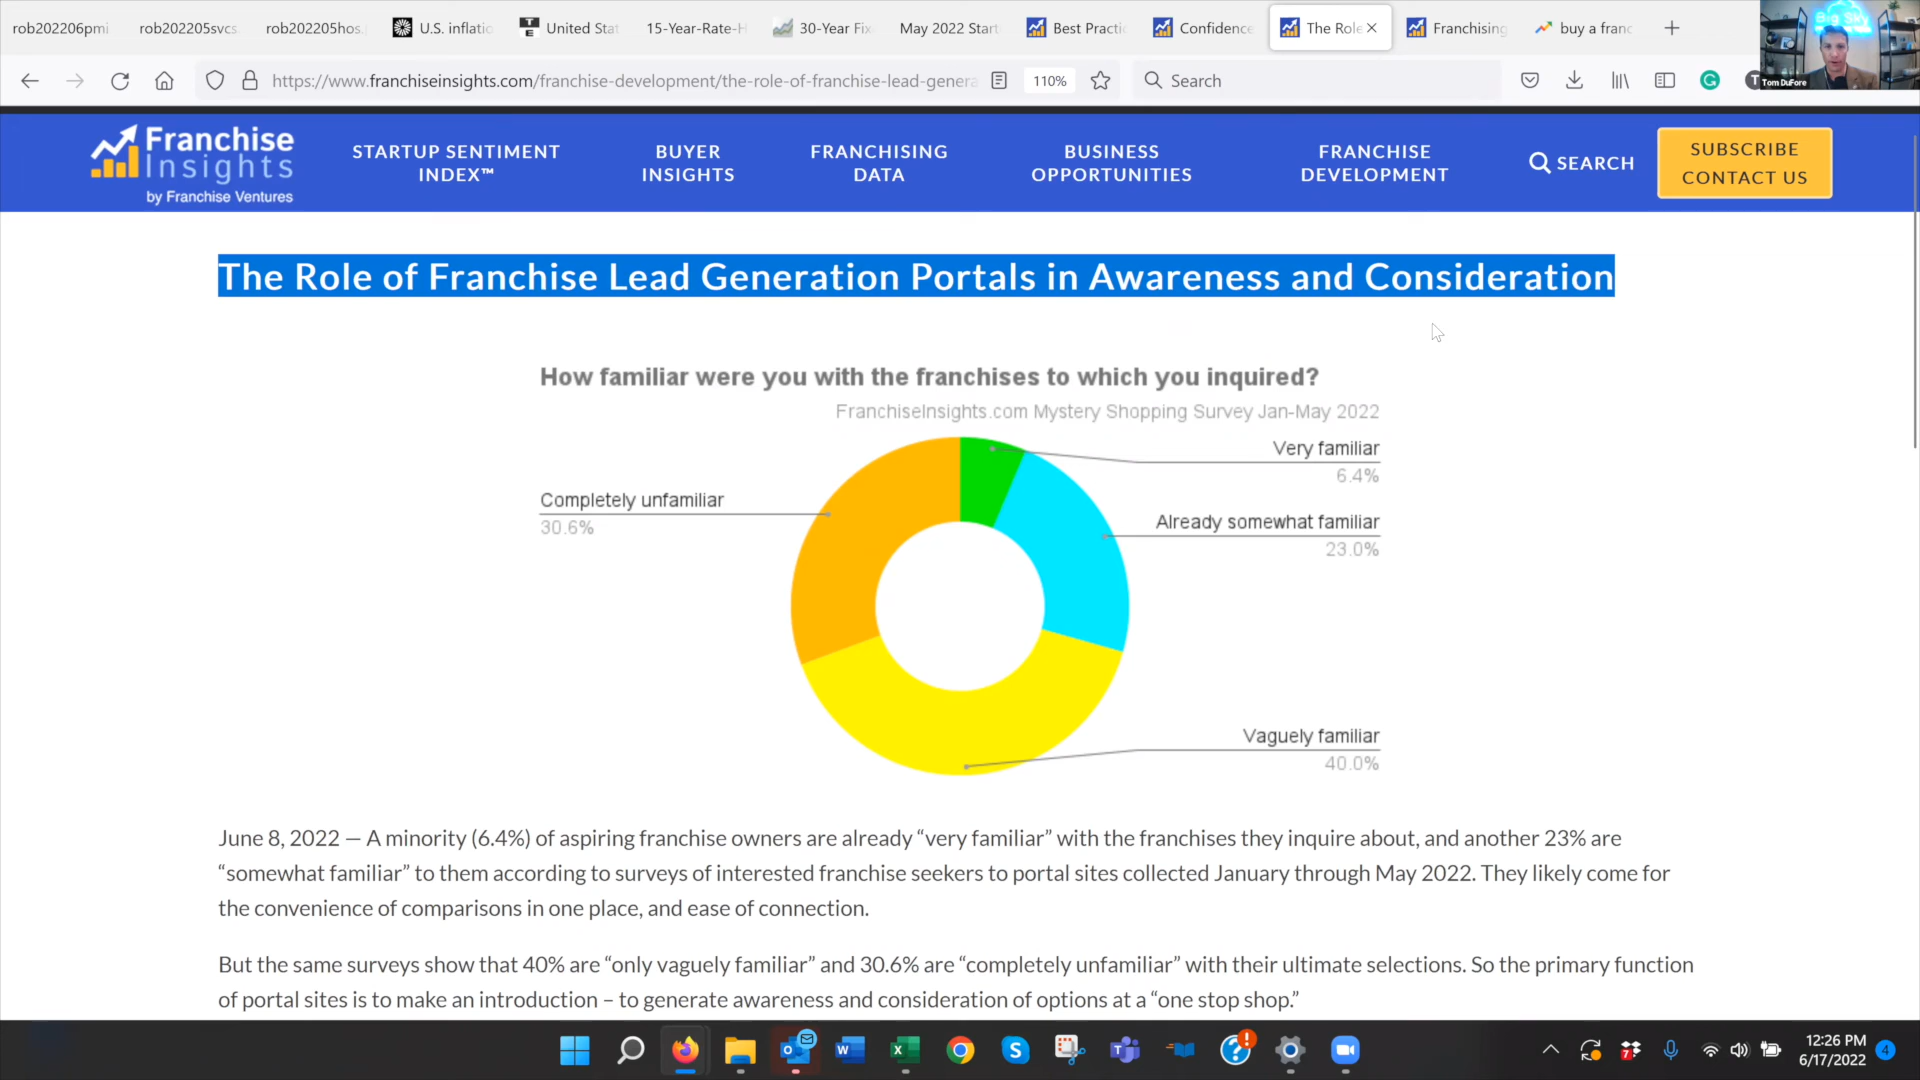 rob202206pmi
rob202205svcs
rob202205hos.
U.S. inflatio
United Stat
15-Year-Rate-H
30-Year Fix
May 2022 Start
Best Practic
Confidence
The Role
Franchising
buy a franc
https://www.franchiseinsights.com/franchise-development/the-role-of-franchise-lead-genera
110%
Search
Big Sky
Tom DuFore
Franchise
Insights
by Franchise Ventures
STARTUP SENTIMENT
INDEX™
BUYER
INSIGHTS
FRANCHISING
DATA
BUSINESS
OPPORTUNITIES
FRANCHISE
DEVELOPMENT
SEARCH
SUBSCRIBE
CONTACT US
The Role of Franchise Lead Generation Portals in Awareness and Consideration
How familiar were you with the franchises to which you inquired?
FranchiseInsights.com Mystery Shopping Survey Jan-May 2022
Very familiar
6.4%
Completely unfamiliar
30.6%
Already somewhat familiar
23.0%
Vaguely familiar
40.0%
June 8, 2022 — A minority (6.4%) of aspiring franchise owners are already “very familiar” with the franchises they inquire about, and another 23% are
“somewhat familiar” to them according to surveys of interested franchise seekers to portal sites collected January through May 2022. They likely come for
the convenience of comparisons in one place, and ease of connection.
But the same surveys show that 40% are “only vaguely familiar” and 30.6% are “completely unfamiliar” with their ultimate selections. So the primary function
of portal sites is to make an introduction – to generate awareness and consideration of options at a “one stop shop.”
12:26 PM
6/17/2022
4